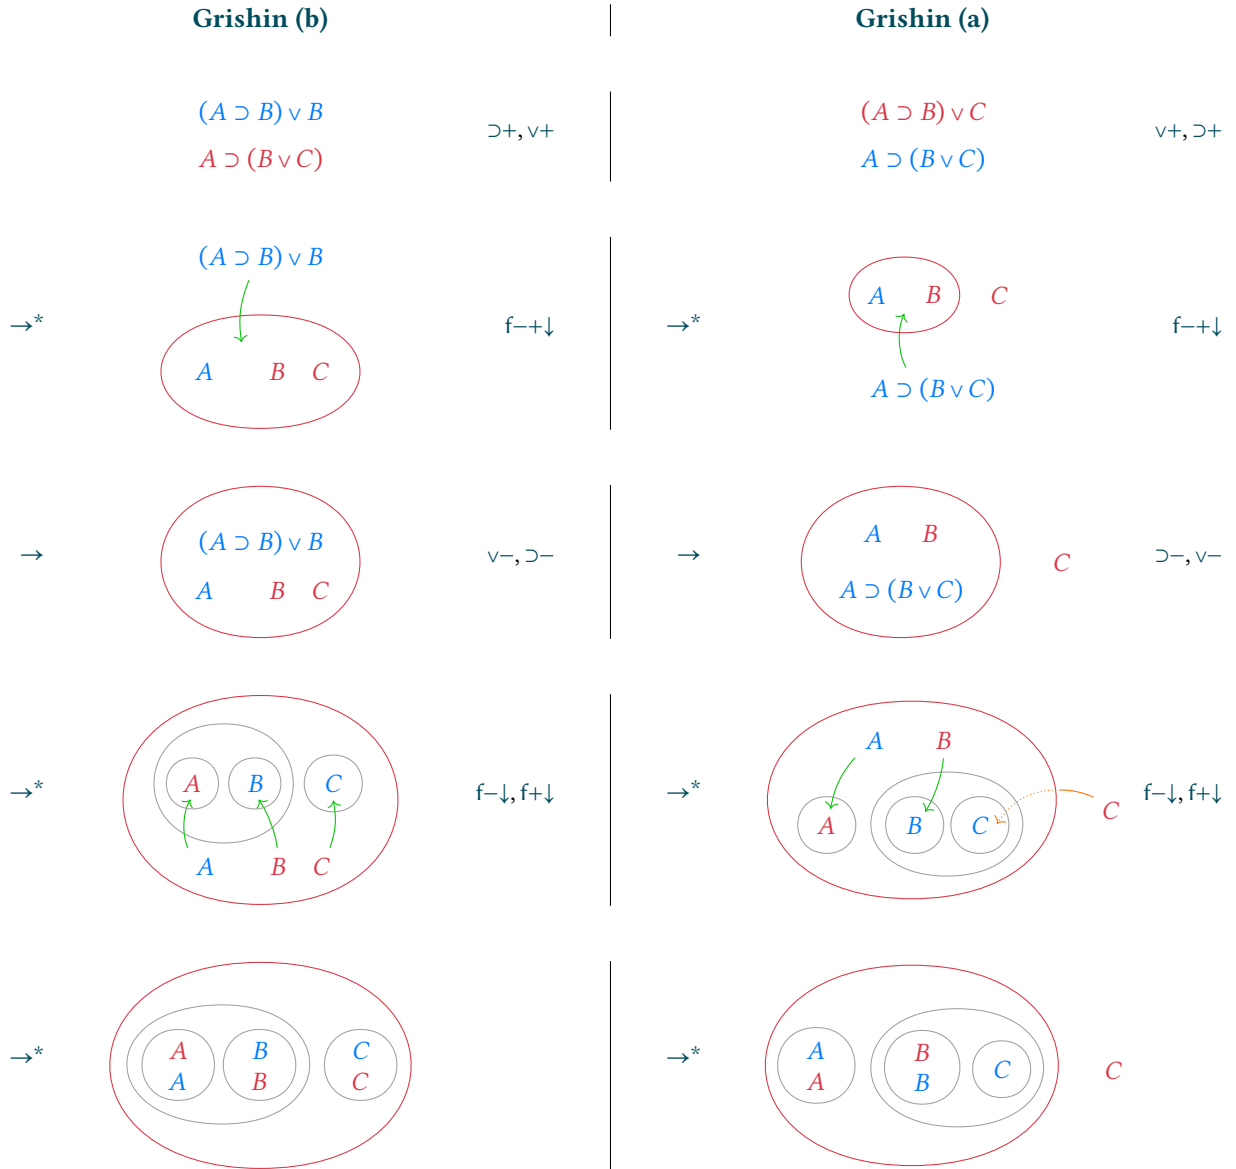 Grishin (b)
Grishin (a)
(A ⊃ B) ∨ B
A ⊃ (B ∨ C)
⊃+, ∨+
(A ⊃ B) ∨ C
A ⊃ (B ∨ C)
∨+, ⊃+
→*
(A ⊃ B) ∨ B
A B C
f−+↓
→*
A B C
A ⊃ (B ∨ C)
f−+↓
→
(A ⊃ B) ∨ B
A B C
∨−, ⊃−
→
A B
A ⊃ (B ∨ C)
C
⊃−, ∨−
→*
A B C
A B C
f−↓, f+↓
→*
A B
A B C
C
f−↓, f+↓
→*
A B C
A B C
→*
A B
A B C
C